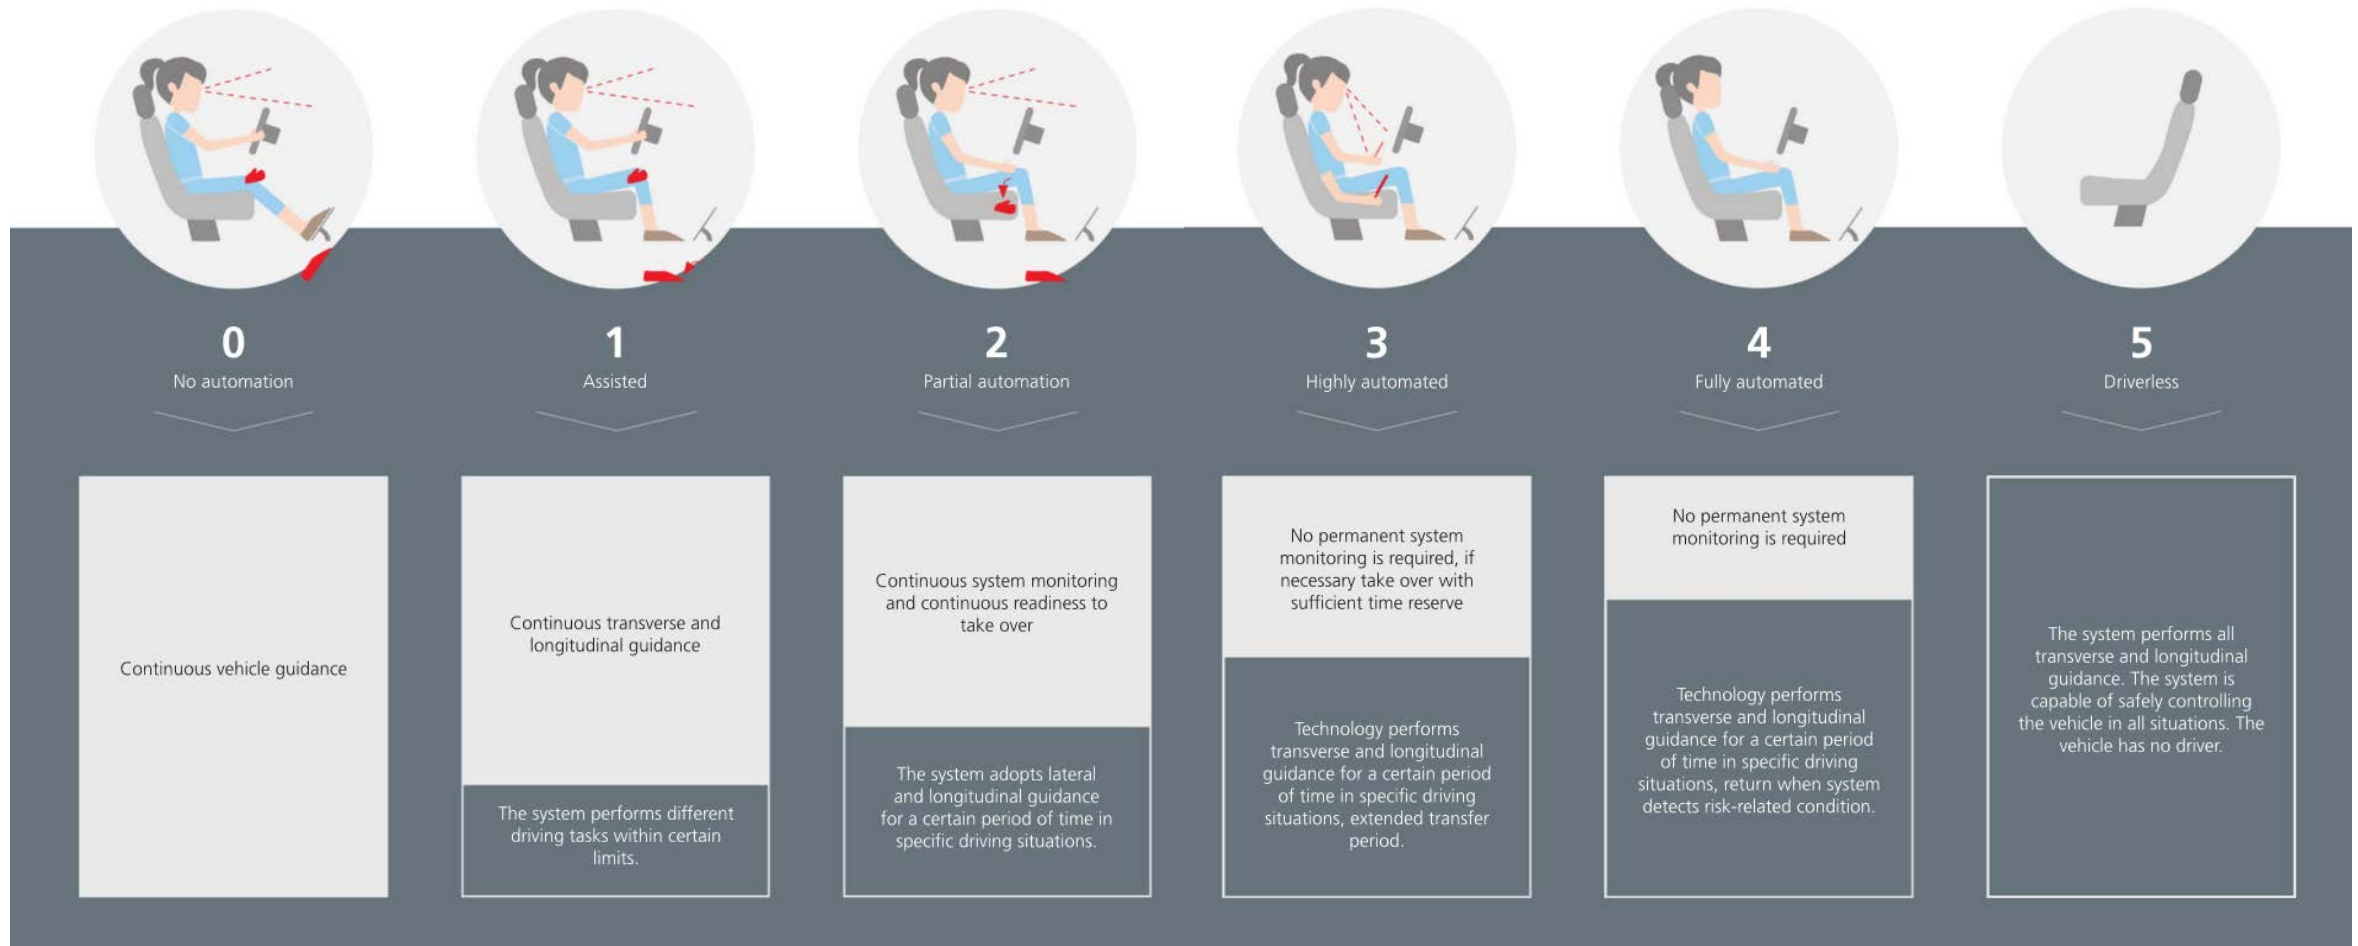 0
No automation
Continuous vehicle guidance
1
Assisted
Continuous transverse and
longitudinal guidance
The system performs different
driving tasks within certain
limits.
2
Partial automation
Continuous system monitoring
and continuous readiness to
take over
The system adopts lateral
and longitudinal guidance
for a certain period of time in
specific driving situations.
3
Highly automated
No permanent system
monitoring is required, if
necessary take over with
sufficient time reserve
Technology performs
transverse and longitudinal
guidance for a certain period
of time in specific driving
situations, extended transfer
period.
4
Fully automated
No permanent system
monitoring is required
Technology performs
transverse and longitudinal
guidance for a certain period
of time in specific driving
situations, return when system
detects risk-related condition.
5
Driverless
The system performs all
transverse and longitudinal
guidance. The system is
capable of safely controlling
the vehicle in all situations. The
vehicle has no driver.